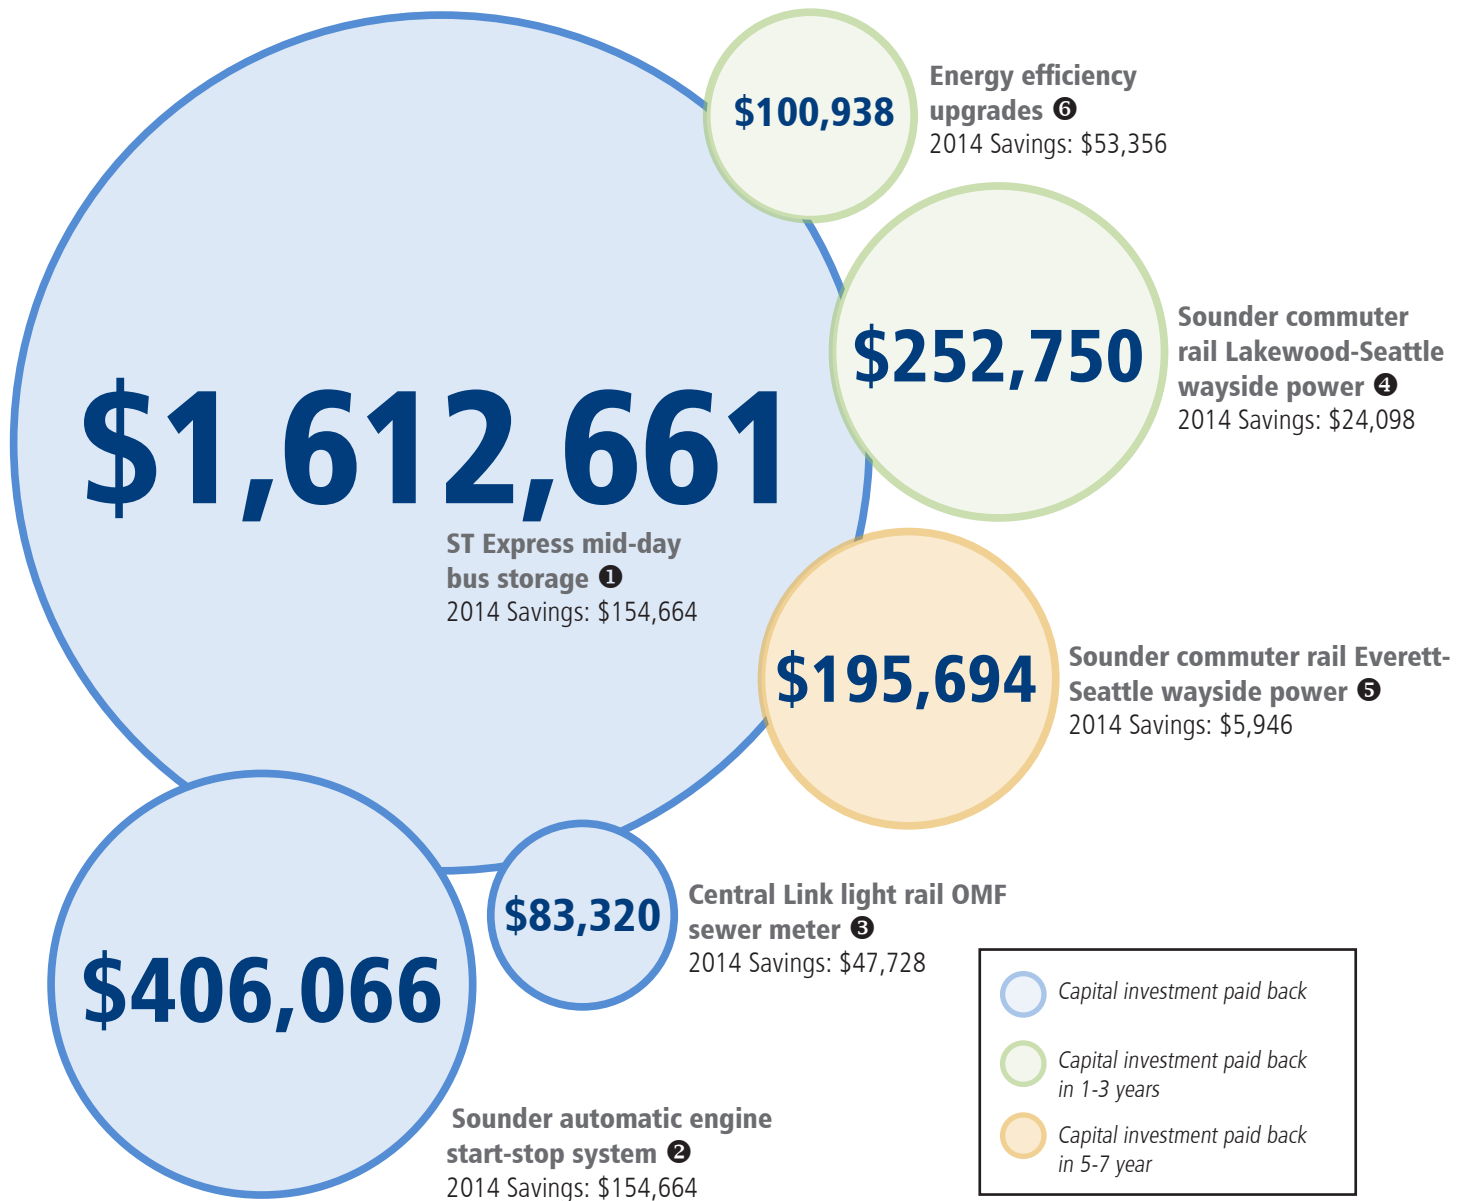 $100,938
Energy efficiency
upgrades ❻
2014 Savings: $53,356
$252,750
Sounder commuter
rail Lakewood-Seattle
wayside power ❹
2014 Savings: $24,098
$1,612,661
ST Express mid-day
bus storage ❶
2014 Savings: $154,664
$195,694
Sounder commuter rail Everett-
Seattle wayside power ❺
2014 Savings: $5,946
$83,320
Central Link light rail OMF
sewer meter ❸
2014 Savings: $47,728
$406,066
Sounder automatic engine
start-stop system ❷
2014 Savings: $154,664
Capital investment paid back
Capital investment paid back
in 1-3 years
Capital investment paid back
in 5-7 year